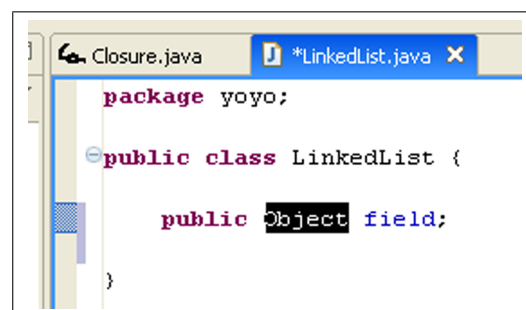 Closure.java *LinkedList.java
package yoyo;
public class LinkedList {
public Object field;
}